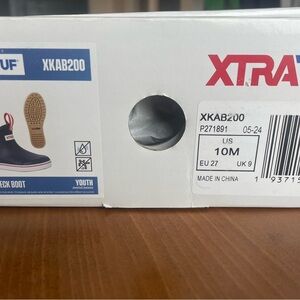 UF XKAB200
ECK BOOT YOUTH
XTRA
XKAB200
P271891 05-24
US
10M
EU 27 UK 9
MADE IN CHINA 1 93715